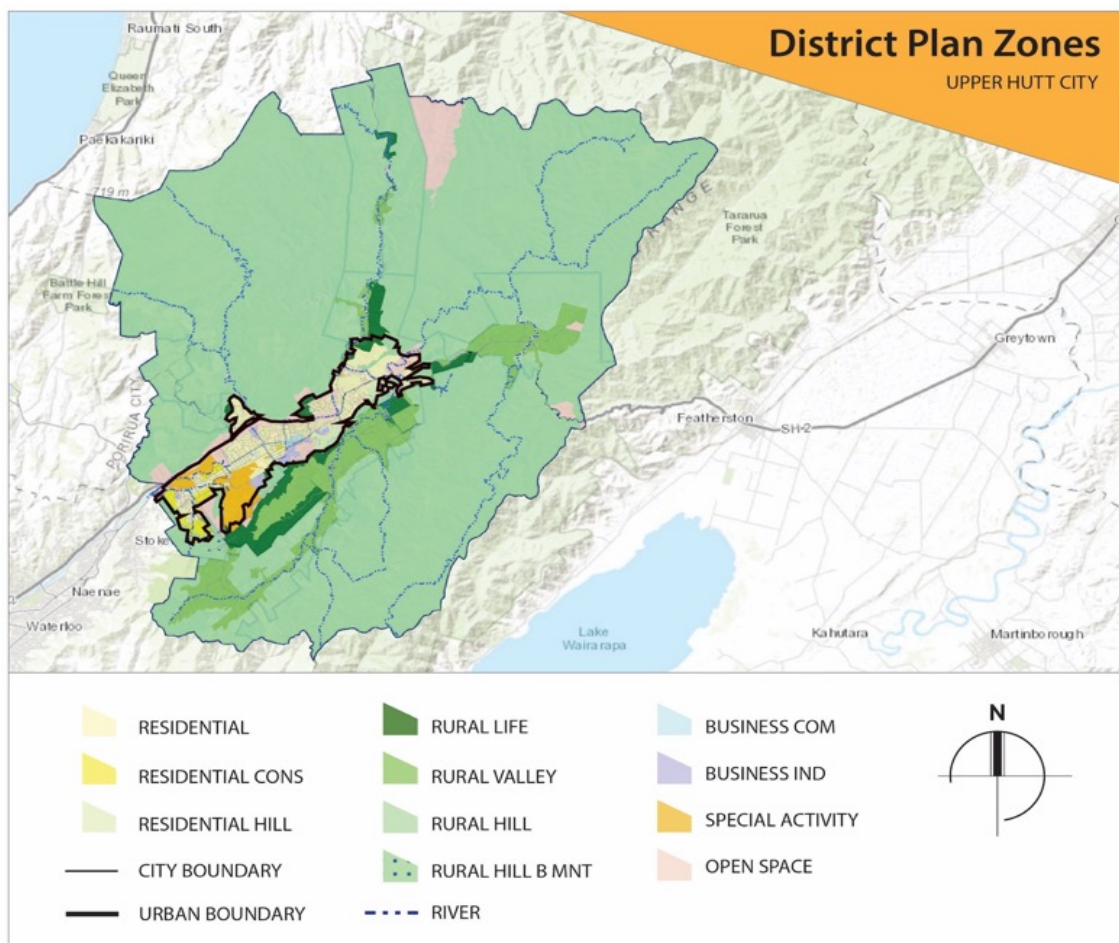 District Plan Zones
UPPER HUTT CITY
Raumati South
Queen
Elizabeth
Park
Paekakariki
719 m
RANGE
Tararua
Forest
Park
Battle Hill
Farm Forest
Park
Greytown
PORIRUA CITY
Featherston
SH-2
Stoke
Naenae
Waterloo
Lake
Wairarapa
Kahutara
Martinborough
RESIDENTIAL
RESIDENTIAL CONS
RESIDENTIAL HILL
CITY BOUNDARY
URBAN BOUNDARY
RURAL LIFE
RURAL VALLEY
RURAL HILL
RURAL HILL B MNT
RIVER
BUSINESS COM
BUSINESS IND
SPECIAL ACTIVITY
OPEN SPACE
N